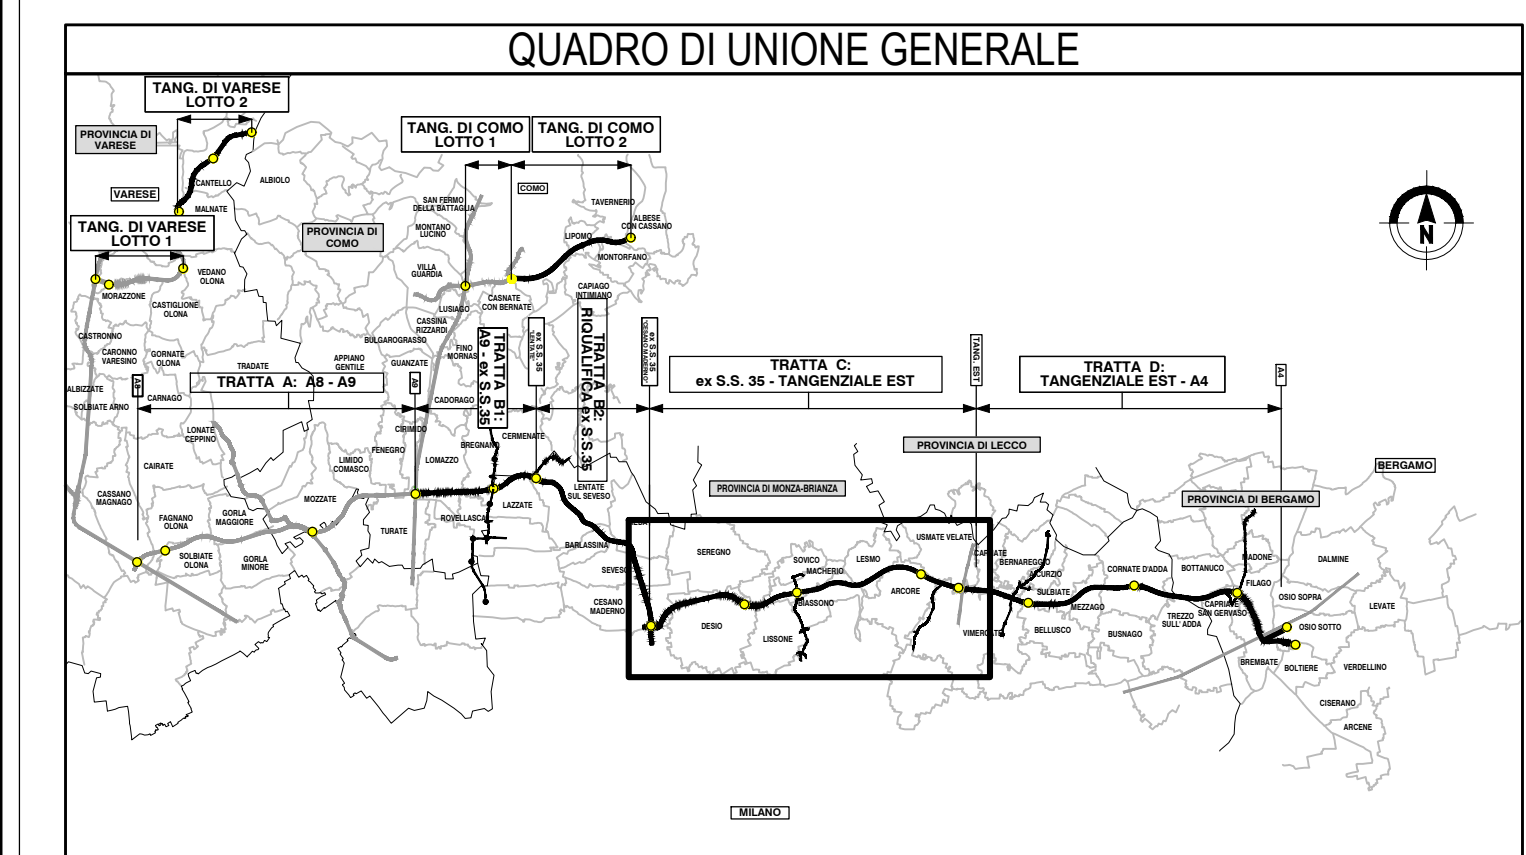 QUADRO DI UNIONE GENERALE
TANG. DI VARESE
LOTTO 2
PROVINCIA DI
VARESE
CANTELLO
ALBIOLO
VARESE
MALNATE
TANG. DI VARESE
LOTTO 1
PROVINCIA DI
COMO
VEDANO
OLONA
MORAZZONE
CASTIGLIONE
OLONA
TANG. DI COMO
LOTTO 1
TANG. DI COMO
LOTTO 2
COMO
SAN FERMO
DELLA BATTAGLIA
TAVERNERIO
ALBESE
CON CASSANO
MONTANO
LUCINO
LIPOMO
MONTORFANO
VILLA
GUARDIA
CAPIAGO
INTIMIANO
CASNATE
CON BERNATE
LUSIAGO
CASSINA
RIZZARDI
BULGAROGRASSO
FINO
MORNAS
GUANZATE
CASTRONNO
CARONNO
VARESINO
GORNATE
OLONA
TRADATE
APPIANO
GENTILE
ALBIZZATE
SOLBIATE ARNO
CARNAGO
A8
TRATTA A: A8 - A9
A9
CADORAGO
TRATTA B1:
A9 - ex S.S.35
ex S.S. 35
"LENTATE"
TRATTA B2:
RIQUALIFICA ex S.S.35
ex S.S. 35
"CESANO MADERNO"
TRATTA C:
ex S.S. 35 - TANGENZIALE EST
TANG. EST
TRATTA D:
TANGENZIALE EST - A4
A4
LONATE
CEPPINO
CIRIMIDO
FENEGRO
LIMIDO
COMASCO
LOMAZZO
BREGNANO
CERMENATE
CAIRATE
CASSANO
MAGNAGO
MOZZATE
LENTATE
SUL SEVESO
LAZZATE
ROVELLASCA
FAGNANO
OLONA
GORLA
MAGGIORE
SOLBIATE
OLONA
GORLA
MINORE
TURATE
BARLASSINA
SEVESO
CESANO
MADERNO
PROVINCIA DI LECCO
PROVINCIA DI MONZA-BRIANZA
BERGAMO
PROVINCIA DI BERGAMO
SEREGNO
SOVICO
MACHERIO
LESMO
USMATE VELATE
BIASSONO
ARCORE
DESIO
LISSONE
VIMERCATE
CARNATE
BERNAREGGIO
AICURZIO
SULBIATE
MEZZAGO
BELLUSCO
CORNATE D'ADDA
BUSNAGO
BOTTANUCO
TREZZO
SULL' ADDA
MADONE
FILAGO
CAPRIATE
SAN GERVASO
DALMINE
OSIO SOPRA
LEVATE
OSIO SOTTO
BREMBATE
BOLTIERE
VERDELLINO
CISERANO
ARCENE
MILANO
N